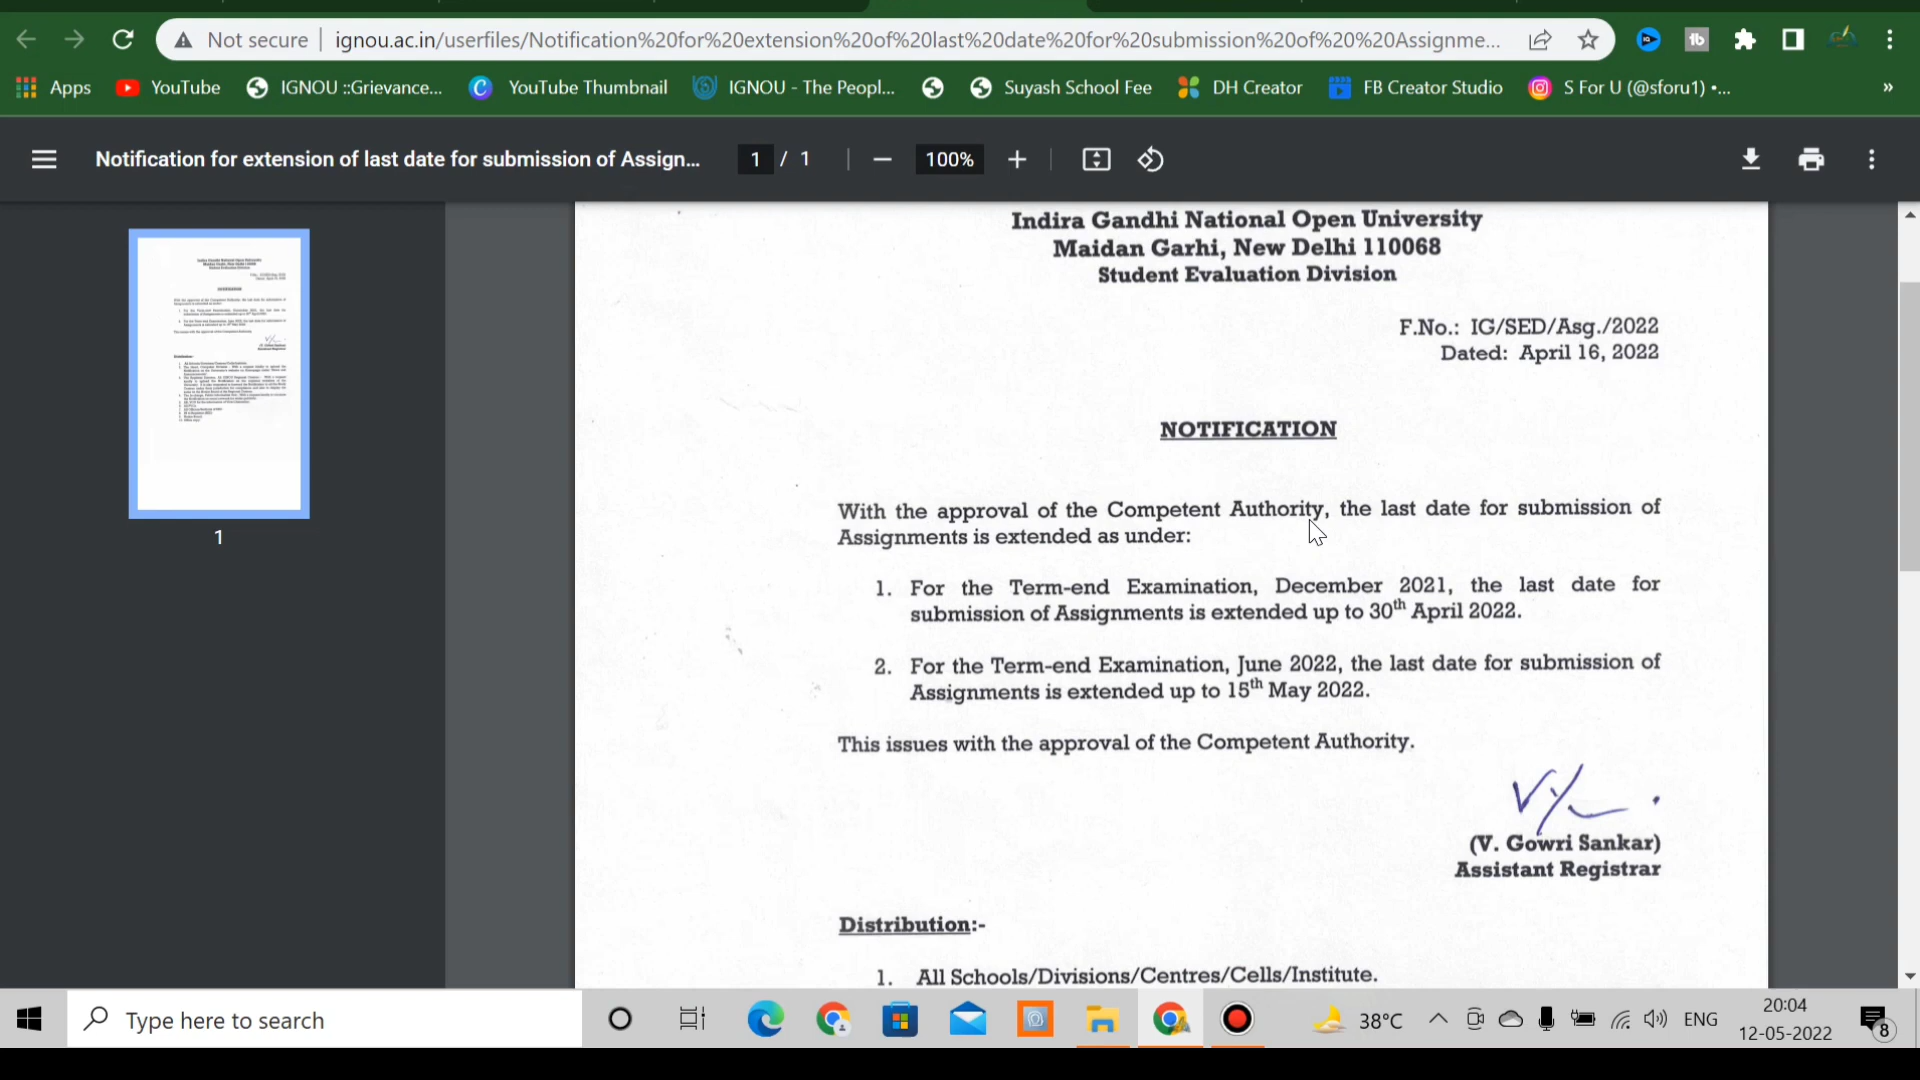 Not secure | ignou.ac.in/userfiles/Notification%20for%20extension%20of%20last%20date%20for%20submission%20of%20%20Assignme...
Apps YouTube IGNOU ::Grievance... YouTube Thumbnail IGNOU - The Peopl... Suyash School Fee DH Creator FB Creator Studio S For U (@sforu1) •... »
Notification for extension of last date for submission of Assign... 1 / 1 100%
Indira Gandhi National Open University
Maidan Garhi, New Delhi 110068
Student Evaluation Division
F.No.: IG/SED/Asg./2022
Dated: April 16, 2022
NOTIFICATION
With the approval of the Competent Authority, the last date for submission of
Assignments is extended as under:
1. For the Term-end Examination, December 2021, the last date for
submission of Assignments is extended up to 30th April 2022.
2. For the Term-end Examination, June 2022, the last date for submission of
Assignments is extended up to 15th May 2022.
This issues with the approval of the Competent Authority.
(V. Gowri Sankar)
Assistant Registrar
Distribution:-
1. All Schools/Divisions/Centres/Cells/Institute.
1
Type here to search
38°C
ENG
20:04
12-05-2022
8